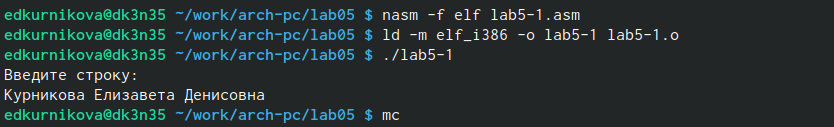 edkurnikova@dk3n35 ~/work/arch-pc/lab05 $ nasm -f elf lab5-1.asm
edkurnikova@dk3n35 ~/work/arch-pc/lab05 $ ld -m elf_i386 -o lab5-1 lab5-1.o
edkurnikova@dk3n35 ~/work/arch-pc/lab05 $ ./lab5-1
Введите строку:
Курникова Елизавета Денисовна
edkurnikova@dk3n35 ~/work/arch-pc/lab05 $ mc